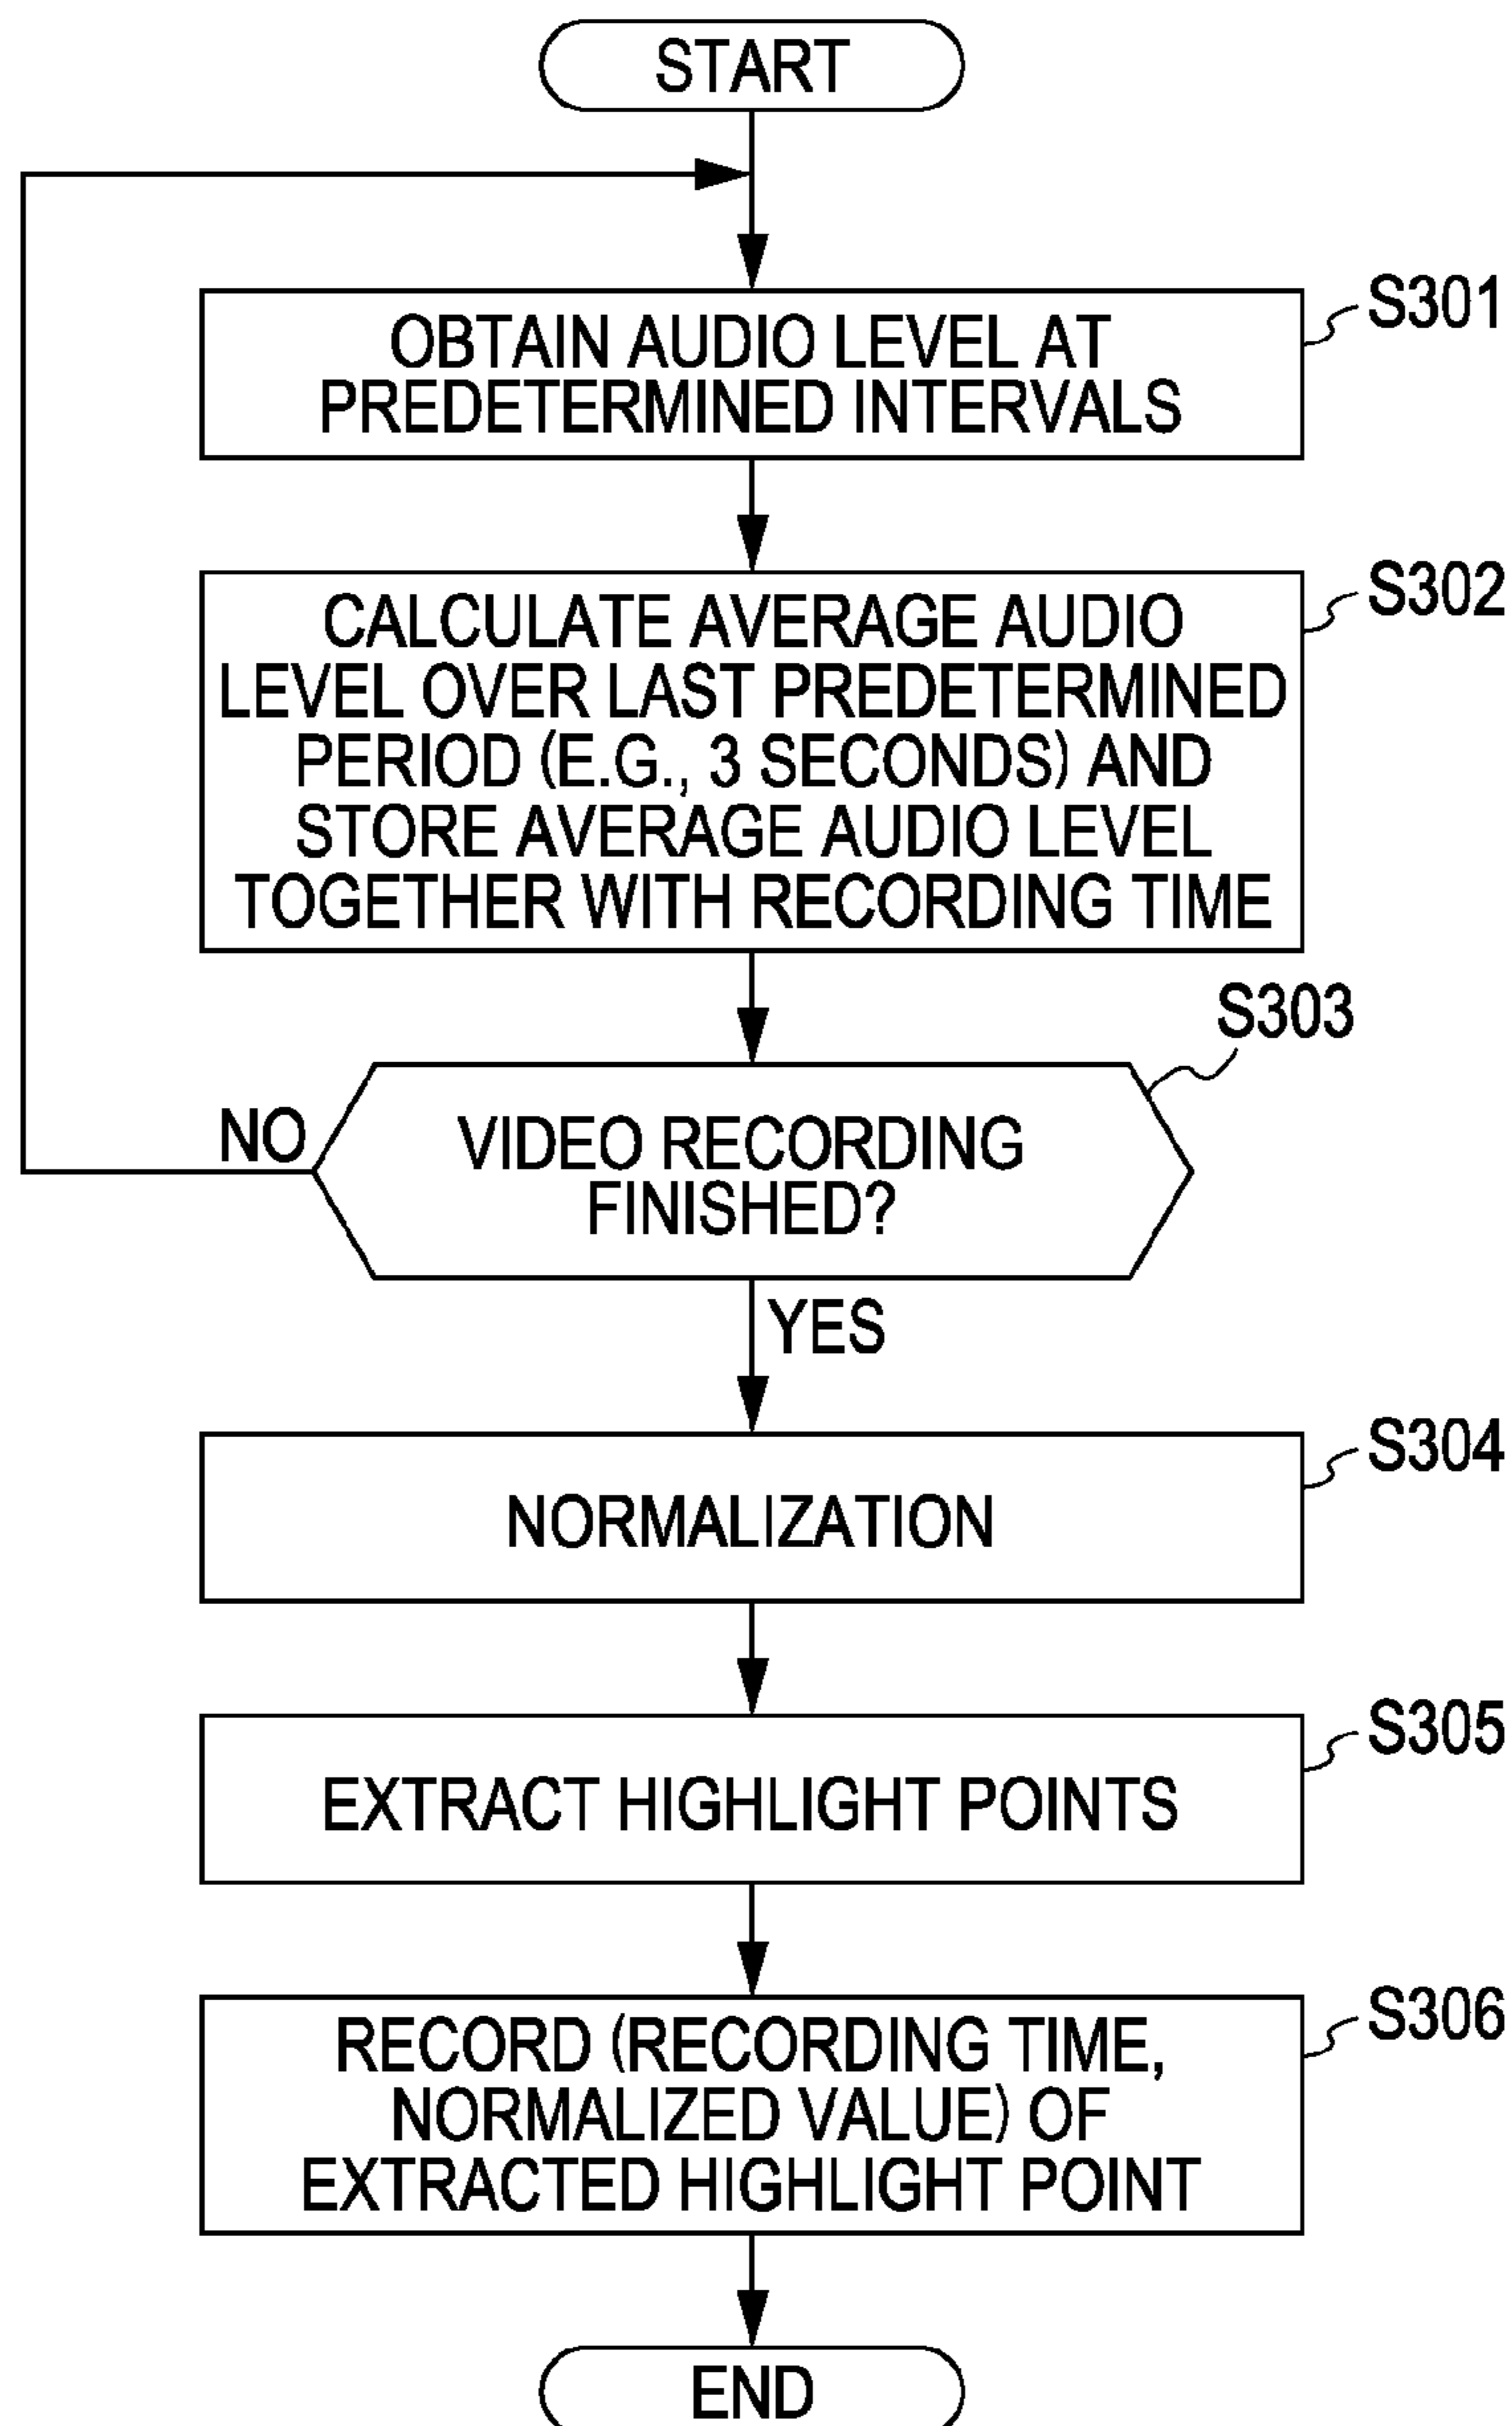 START
S301
OBTAIN AUDIO LEVEL AT
PREDETERMINED INTERVALS
S302
CALCULATE AVERAGE AUDIO
LEVEL OVER LAST PREDETERMINED
PERIOD (E.G., 3 SECONDS) AND
STORE AVERAGE AUDIO LEVEL
TOGETHER WITH RECORDING TIME
S303
NO
VIDEO RECORDING
FINISHED?
YES
S304
NORMALIZATION
S305
EXTRACT HIGHLIGHT POINTS
S306
RECORD (RECORDING TIME,
NORMALIZED VALUE) OF
EXTRACTED HIGHLIGHT POINT
END